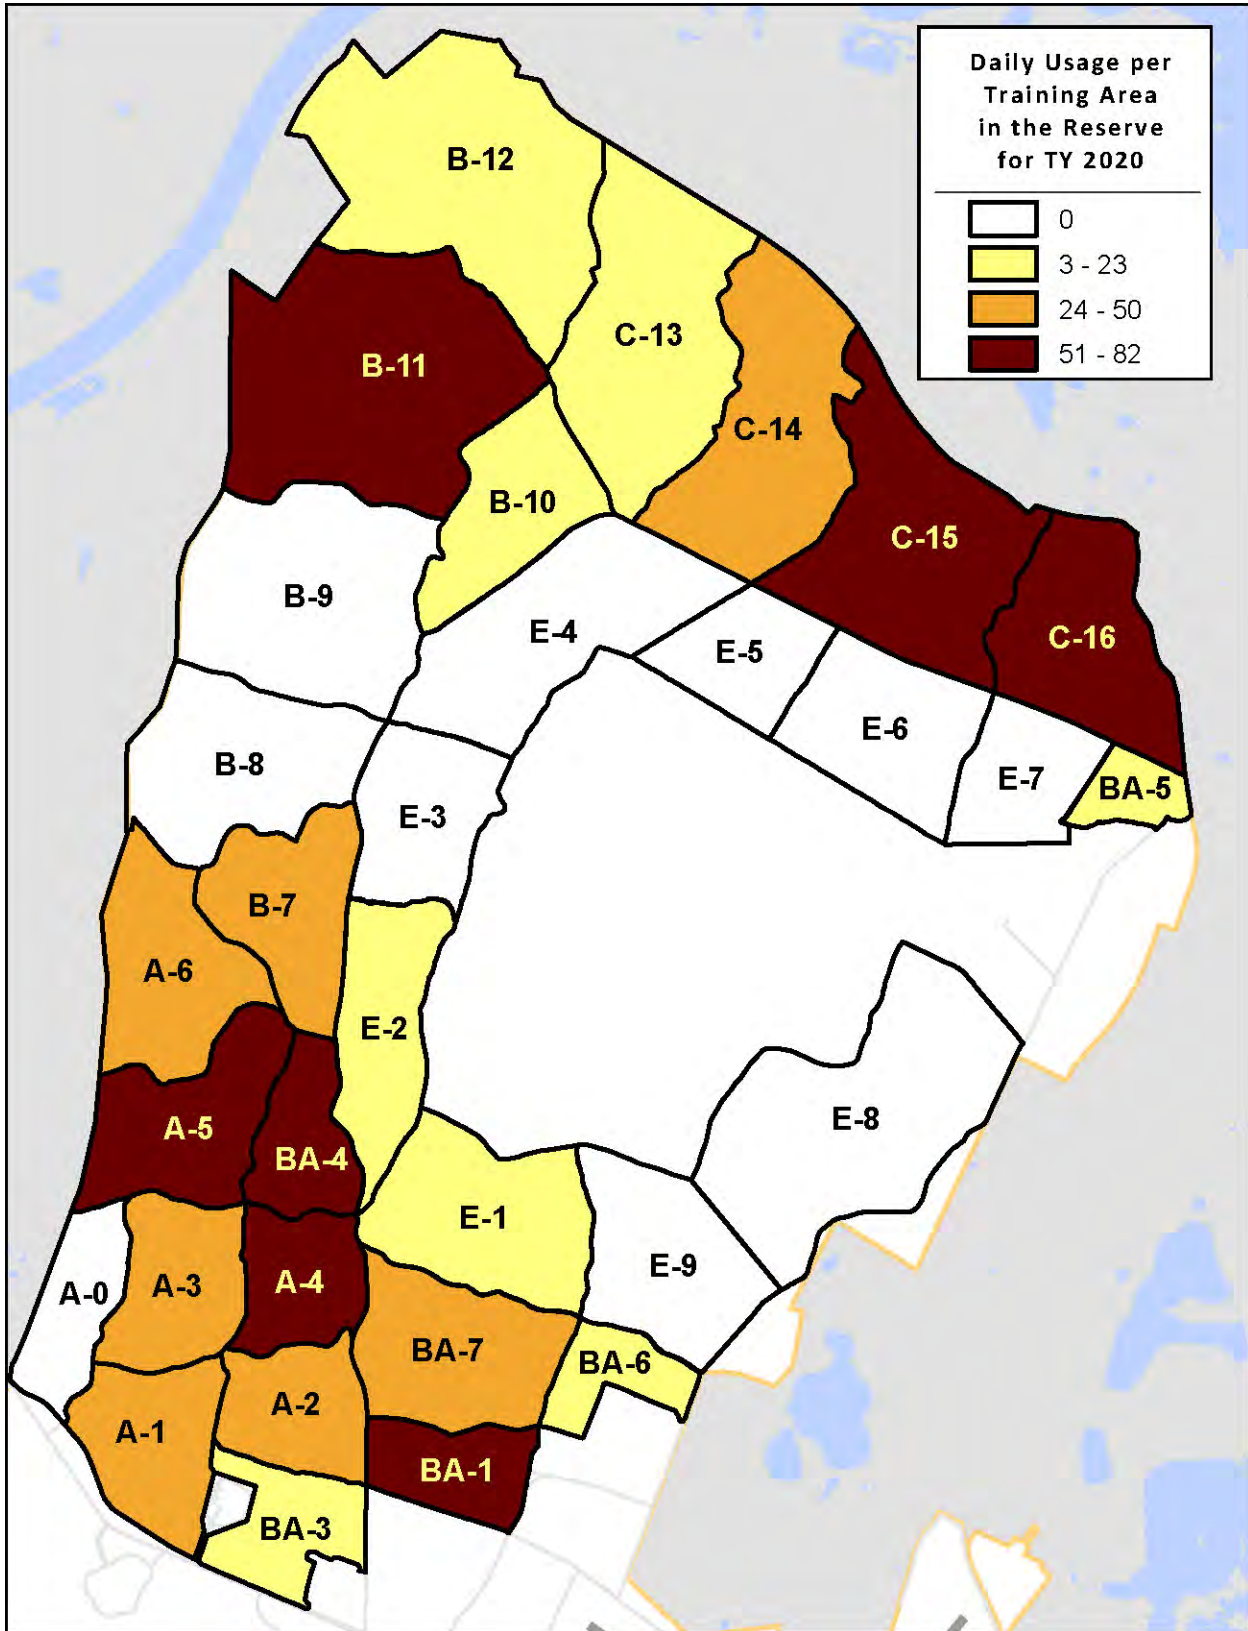 Daily Usage per
Training Area
in the Reserve
for TY 2020
0
3 - 23
24 - 50
51 - 82
B-12
C-13
B-11
C-14
B-10
C-15
B-9
E-4
C-16
E-5
E-6
B-8
E-7
BA-5
E-3
B-7
A-6
E-2
E-8
A-5
BA-4
E-1
E-9
A-0
A-3
A-4
BA-7
BA-6
A-2
A-1
BA-1
BA-3